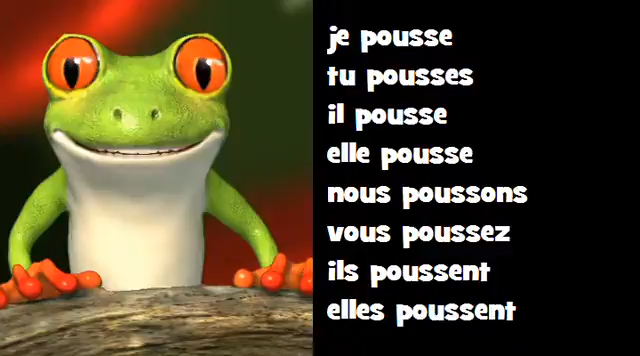 je pousse
tu pousses
il pousse
elle pousse
nous poussons
vous poussez
ils poussent
elles poussent